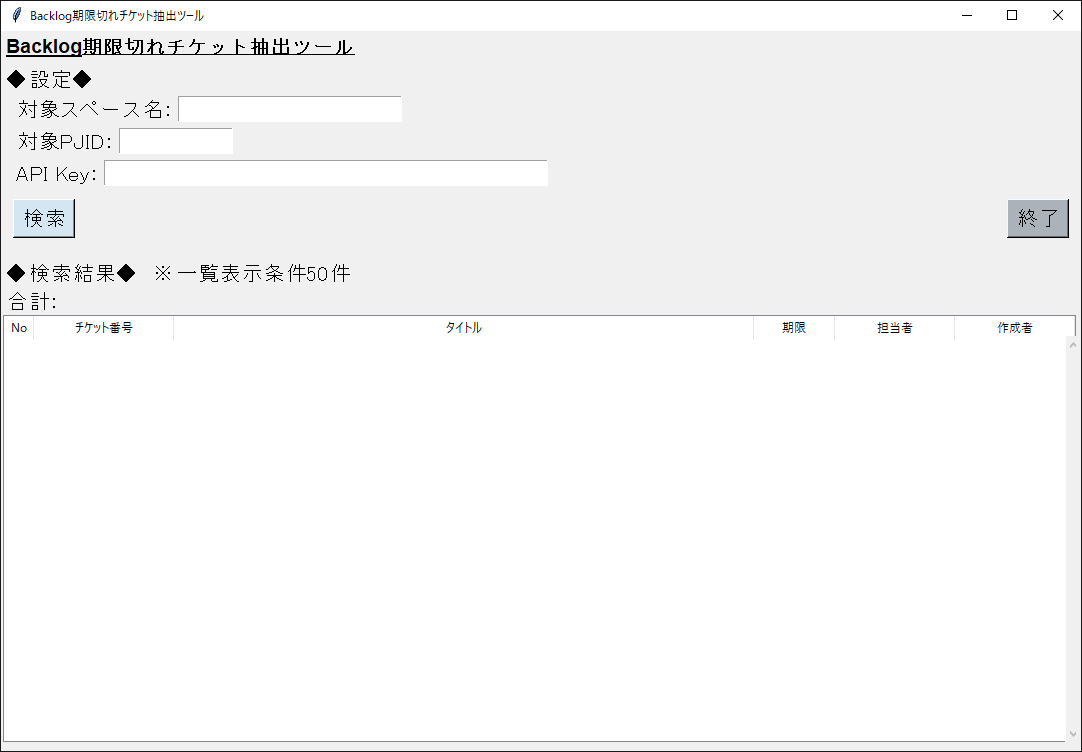 Backlog期限切れチケット抽出ツール
Backlog期限切れチケット抽出ツール
◆設定◆
対象スペース名:
対象PJID:
API Key:
検索 終了
◆検索結果◆ ※一覧表示条件50件
合計:
No チケット番号 タイトル 期限 担当者 作成者